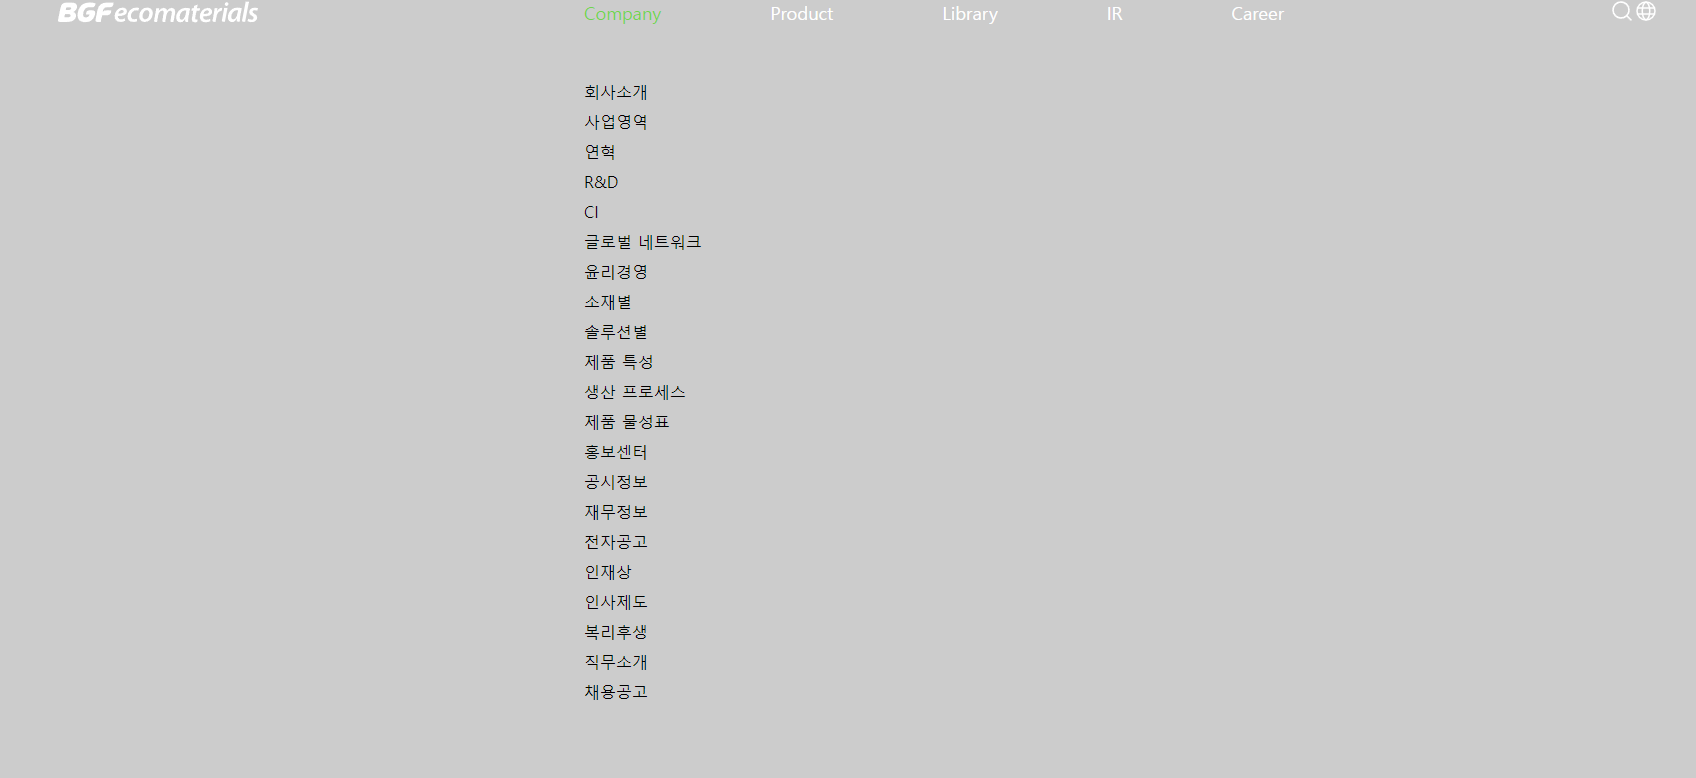 BGF ecomaterials
Company Product Library IR Career
회사소개
사업영역
연혁
R&D
CI
글로벌 네트워크
윤리경영
소재별
솔루션별
제품 특성
생산 프로세스
제품 물성표
홍보센터
공시정보
재무정보
전자공고
인재상
인사제도
복리후생
직무소개
채용공고